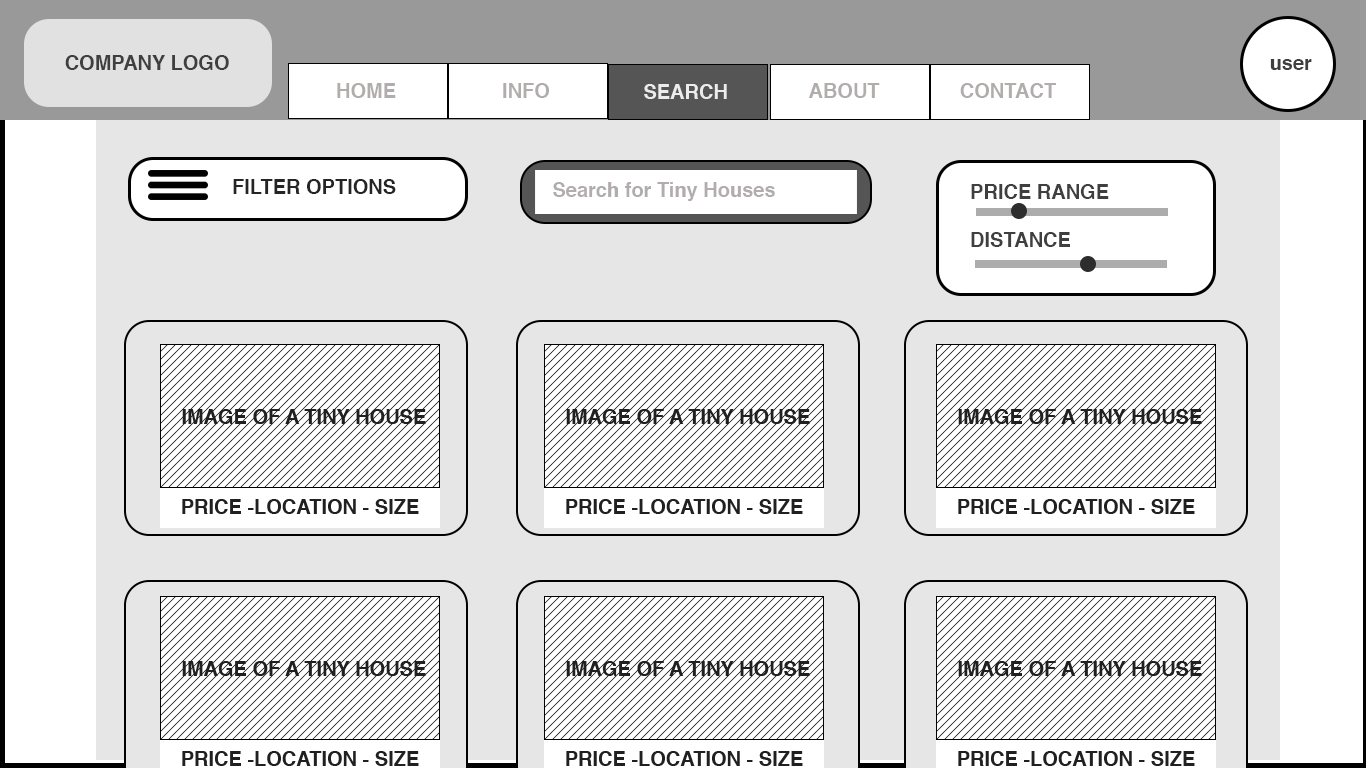 COMPANY LOGO
HOME
INFO
SEARCH
ABOUT
CONTACT
user
FILTER OPTIONS
Search for Tiny Houses
PRICE RANGE
DISTANCE
IMAGE OF A TINY HOUSE
IMAGE OF A TINY HOUSE
IMAGE OF A TINY HOUSE
PRICE -LOCATION - SIZE
PRICE -LOCATION - SIZE
PRICE -LOCATION - SIZE
IMAGE OF A TINY HOUSE
IMAGE OF A TINY HOUSE
IMAGE OF A TINY HOUSE
PRICE -LOCATION - SIZE
PRICE -LOCATION - SIZE
PRICE -LOCATION - SIZE